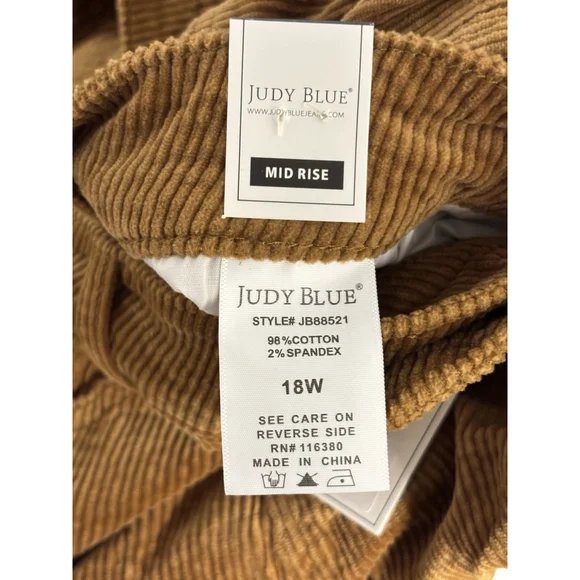 JUDY BLUE®
WWW.JUDYBLUEJEANS.COM
MID RISE
JUDY BLUE®
STYLE# JB88521
98%COTTON
2%SPANDEX
18W
SEE CARE ON
REVERSE SIDE
RN# 116380
MADE IN CHINA